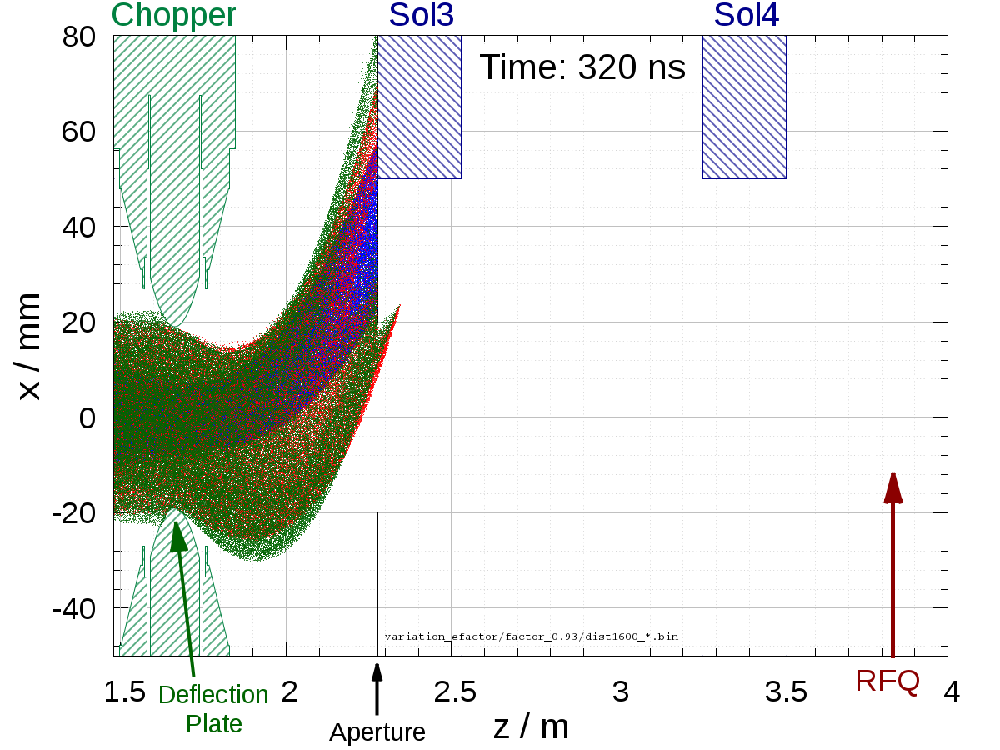 Chopper
Sol3
Sol4
Time: 320 ns
80
60
40
20
0
-20
-40
x / mm
variation_efactor/factor_0.93/dist1600_*.bin
1.5
2
2.5
3
3.5
4
Deflection
Plate
Aperture
z / m
RFQ